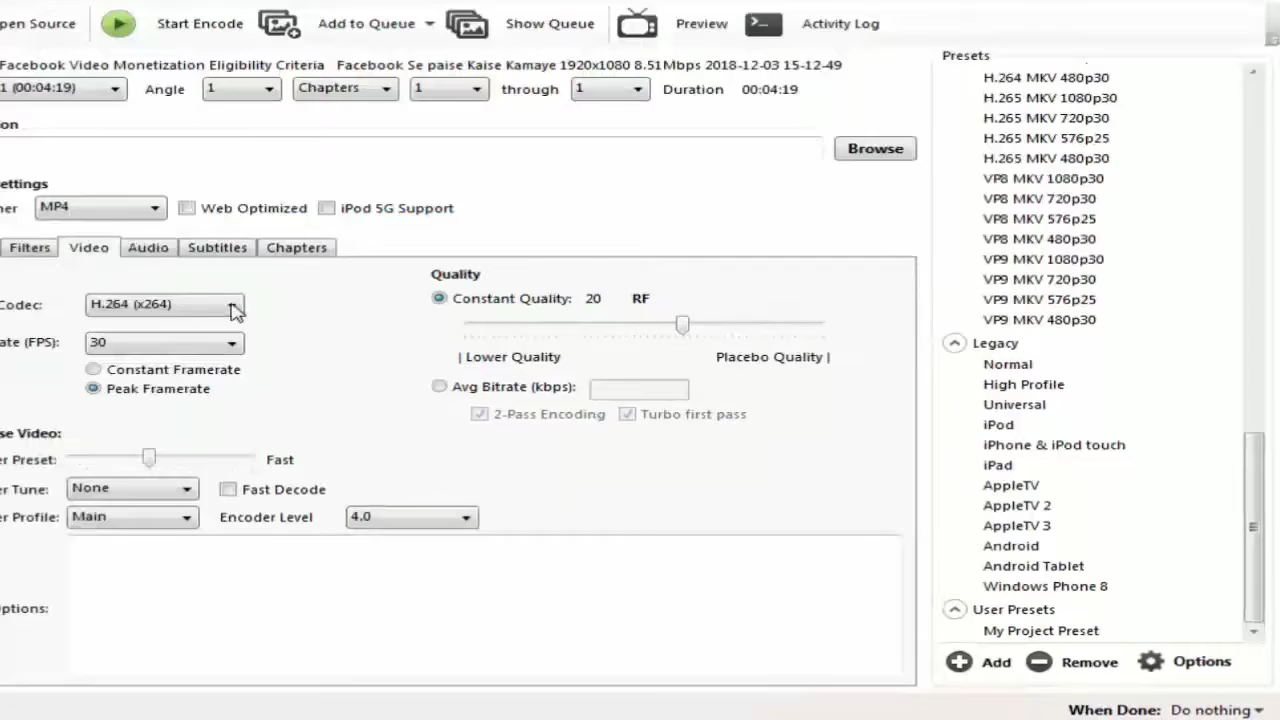 pen Source Start Encode Add to Queue Show Queue Preview Activity Log
Facebook Video Monetization Eligibility Criteria Facebook Se paise Kaise Kamaye 1920x1080 8.51Mbps 2018-12-03 15-12-49
1 (00:04:19) Angle 1 Chapters 1 through 1 Duration 00:04:19
on
Browse
ettings
ner MP4 Web Optimized iPod 5G Support
Filters Video Audio Subtitles Chapters
Quality
Codec: H.264 (x264) Constant Quality: 20 RF
ate (FPS): 30
| Lower Quality Placebo Quality |
Constant Framerate
Peak Framerate Avg Bitrate (kbps):
2-Pass Encoding Turbo first pass
se Video:
er Preset: Fast
er Tune: None Fast Decode
er Profile: Main Encoder Level 4.0
ptions:
Presets
H.264 MKV 480p30
H.265 MKV 1080p30
H.265 MKV 720p30
H.265 MKV 576p25
H.265 MKV 480p30
VP8 MKV 1080p30
VP8 MKV 720p30
VP8 MKV 576p25
VP8 MKV 480p30
VP9 MKV 1080p30
VP9 MKV 720p30
VP9 MKV 576p25
VP9 MKV 480p30
Legacy
Normal
High Profile
Universal
iPod
iPhone & iPod touch
iPad
AppleTV
AppleTV 2
AppleTV 3
Android
Android Tablet
Windows Phone 8
User Presets
My Project Preset
Add Remove Options
When Done: Do nothing